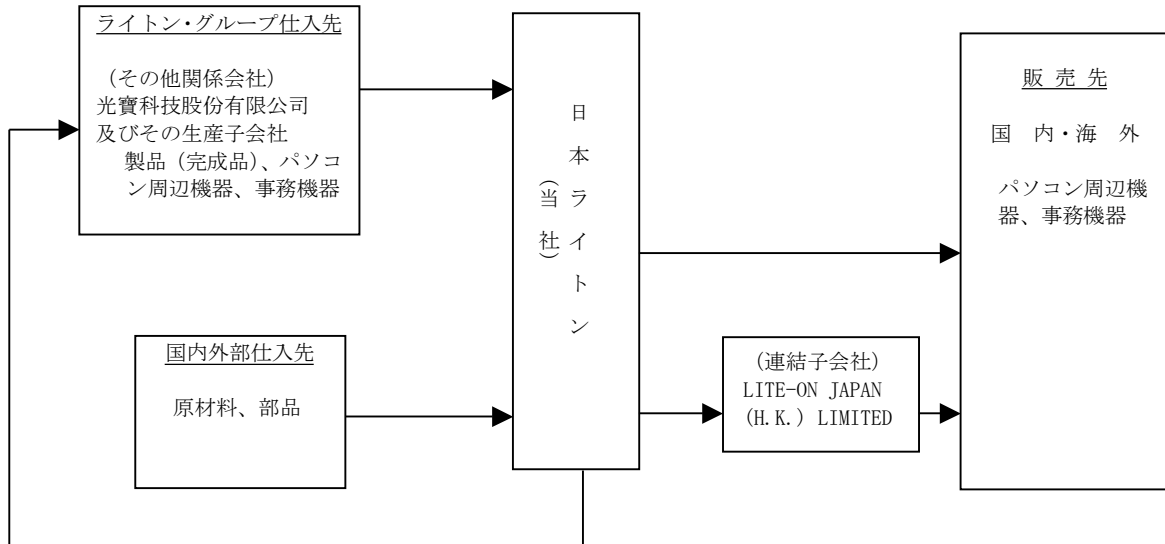 ライトン・グループ仕入先
(その他関係会社)
光寶科技股份有限公司
及びその生産子会社
製品(完成品)、パソコ
ン周辺機器、事務機器
国内外部仕入先
原材料、部品
日本ライトン
(当社)
(連結子会社)
LITE-ON JAPAN
(H.K.) LIMITED
販 売 先
国 内・海 外
パソコン周辺機
器、事務機器